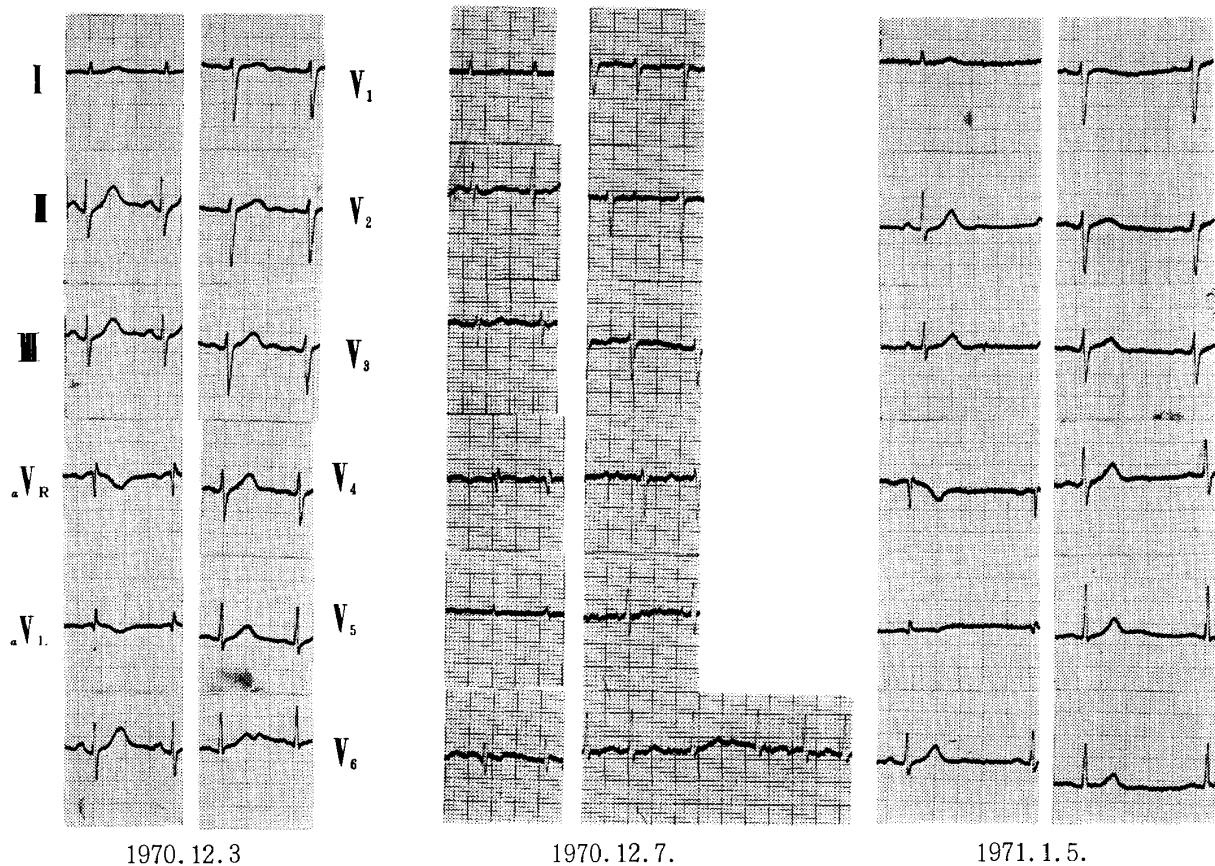 I
V₁
II
V₂
III
V₃
aVR
V₄
aVL
V₅
V₆
1970.12.3
1970.12.7.
1971.1.5.